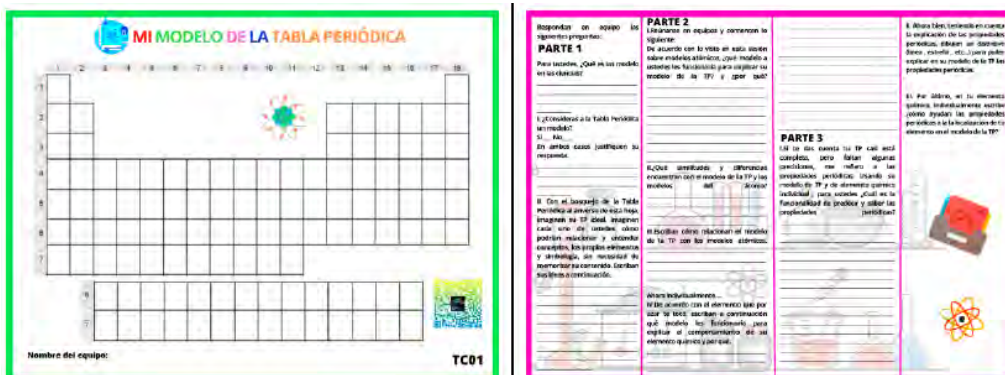 MI MODELO DE LA TABLA PERIÓDICA
1 2 3 4 5 6 7 8 9 10 11 12 13 14 15 16 17 18
1
2
3
4
5
6
7
6
7
Nombre del equipo:
TC01
Respondan en equipo las
siguientes preguntas:
PARTE 1
Para ustedes, ¿Qué es un modelo
en las ciencias?
I. ¿Consideras a la Tabla Periódica
un modelo?
Sí__ No__
En ambos casos justifiquen su
respuesta.
II. Con el bosquejo de la Tabla
Periódica al anverso de esta hoja,
imaginen su TP ideal. Imaginen
cada uno de ustedes cómo
podrían relacionar y entender
conceptos, los propios elementos
y simbología, sin necesidad de
memorizar su contenido. Escriban
sus ideas a continuación.
PARTE 2
I.Reúnanse en equipos y comenten lo
siguiente:
De acuerdo con lo visto en esta sesión
sobre modelos atómicos, ¿qué modelo a
ustedes les funcionaría para explicar su
modelo de la TP? y ¿por qué?
II.¿Qué similitudes y diferencias
encuentran con el modelo de la TP y los
modelos del átomo?
III.Escriban cómo relacionan el modelo
de la TP con los modelos atómicos.
Ahora individualmente...
IV.De acuerdo con el elemento que por
azar te tocó, escriban a continuación
qué modelo les funcionaría para
explicar el comportamiento de su
elemento químico y por qué.
PARTE 3
I.Si te das cuenta tu TP casi está
completa, pero faltan algunas
precisiones, me refiero a las
propiedades periódicas. Usando su
modelo de TP y de elemento químico
individual, para ustedes ¿Cuál es la
funcionalidad de predecir y saber las
propiedades periódicas?
II. Ahora bien, teniendo en cuenta
la explicación de las propiedades
periódicas, dibujen un distintivo
(línea, estrella, etc.) para poder
explicar en su modelo de la TP las
propiedades periódicas.
III. Por último, en tu elemento
químico, individualmente escribe
¿cómo ayudan las propiedades
periódicas a la localización de tu
elemento en el modelo de la TP?